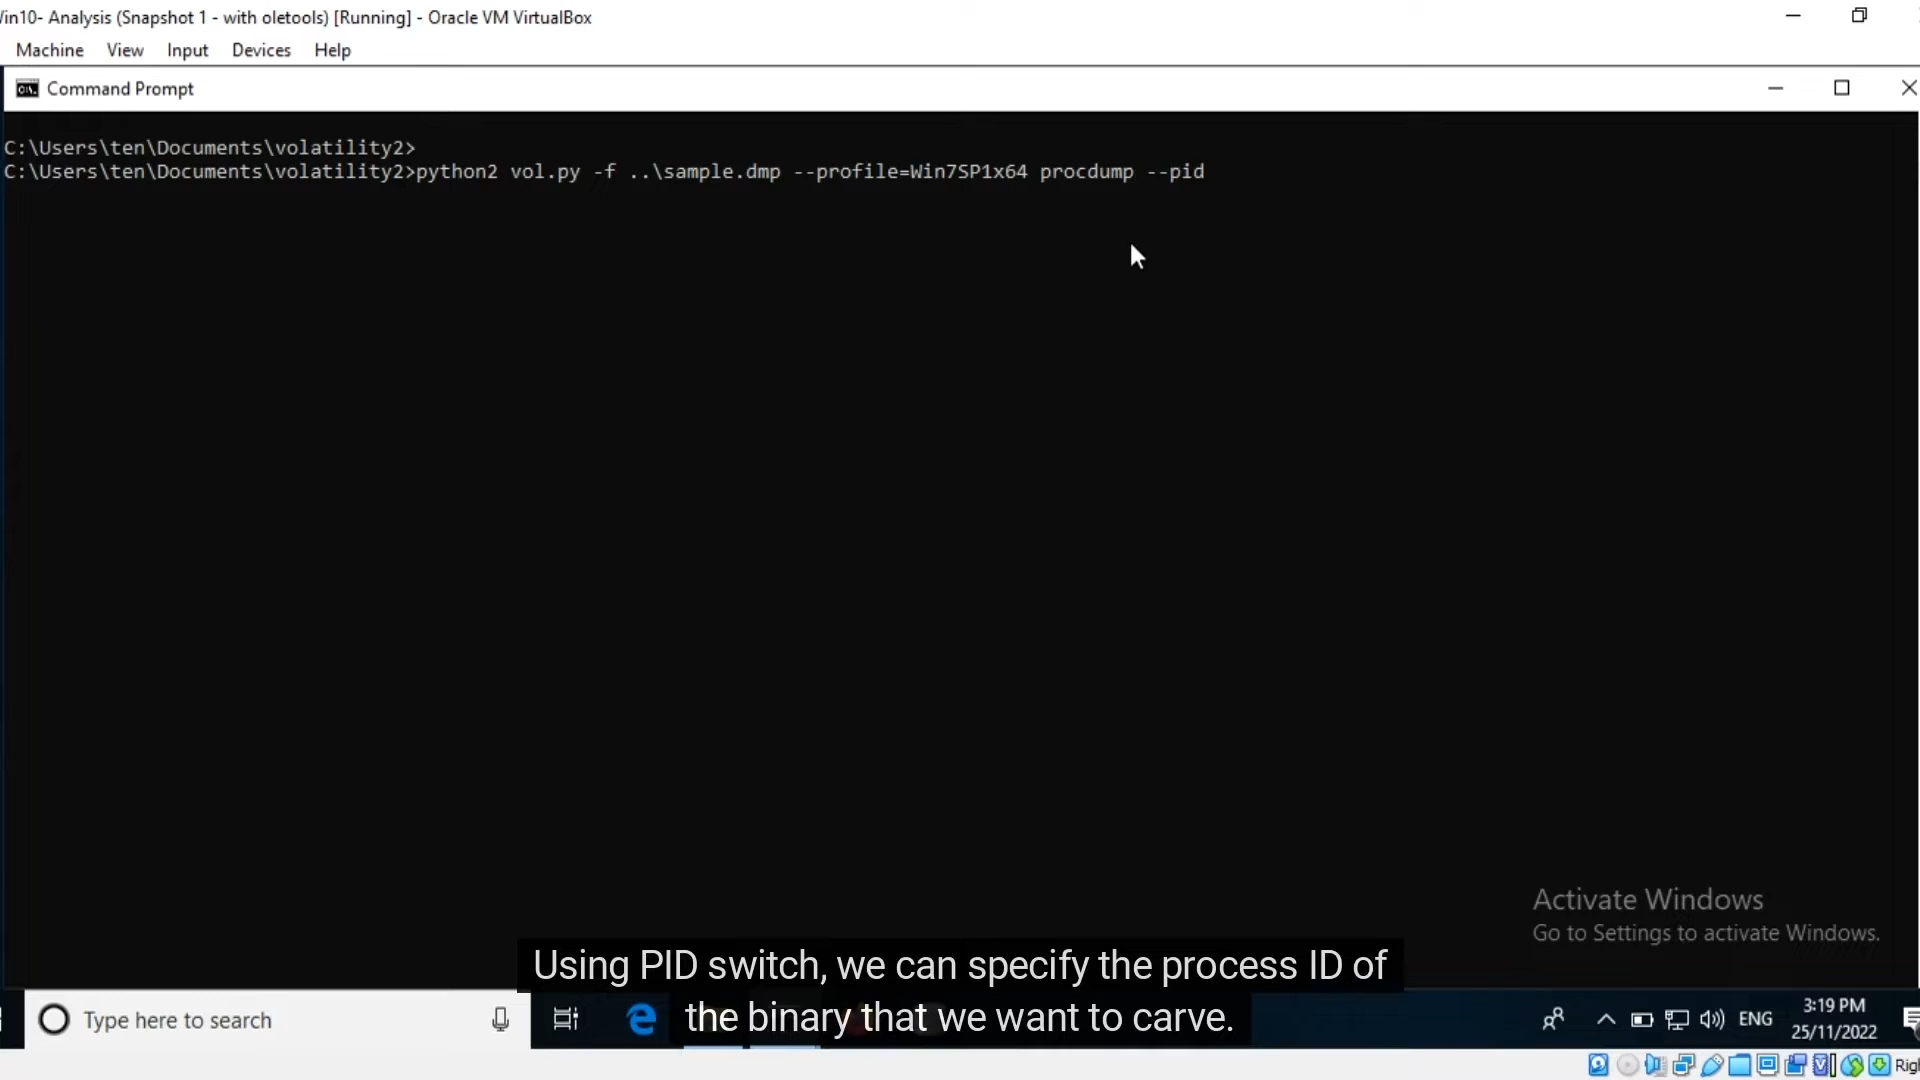 in10- Analysis (Snapshot 1 - with oletools) [Running] - Oracle VM VirtualBox
Machine View Input Devices Help
Command Prompt
C:\Users\ten\Documents\volatility2>
C:\Users\ten\Documents\volatility2>python2 vol.py -f ..\sample.dmp --profile=Win7SP1x64 procdump --pid
Activate Windows
Go to Settings to activate Windows.
Using PID switch, we can specify the process ID of
the binary that we want to carve.
Type here to search
ENG
3:19 PM
25/11/2022
Rig